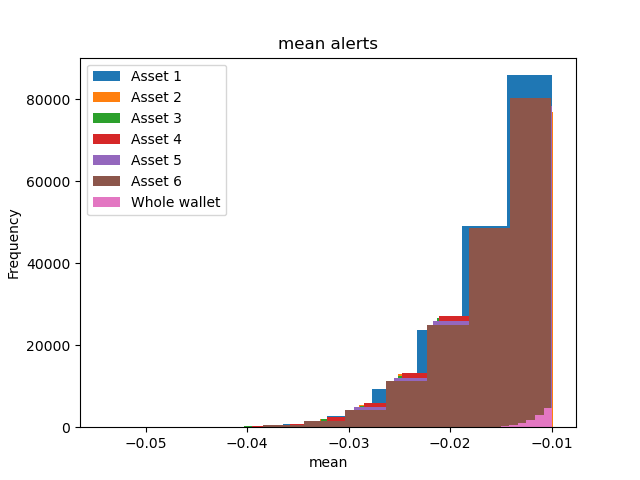 mean alerts
Asset 1
Asset 2
Asset 3
Asset 4
Asset 5
Asset 6
Whole wallet
Frequency
80000
60000
40000
20000
0
−0.05 −0.04 −0.03 −0.02 −0.01
mean